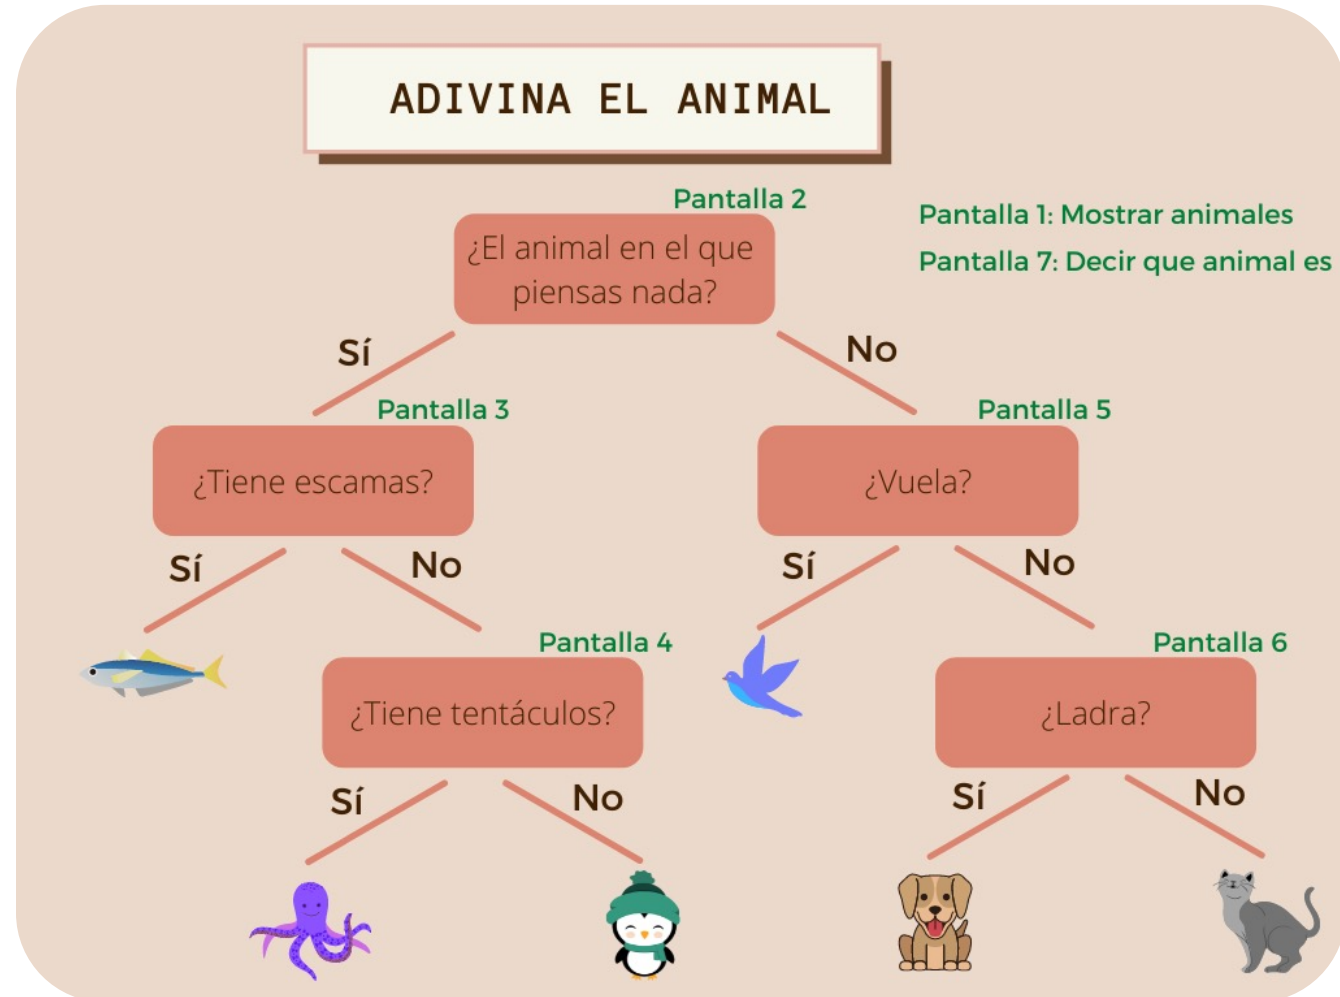 ADIVINA EL ANIMAL
Pantalla 2
¿El animal en el que
piensas nada?
Pantalla 1: Mostrar animales
Pantalla 7: Decir que animal es
Sí
No
Pantalla 3
¿Tiene escamas?
Pantalla 5
¿Vuela?
Sí
No
Sí
No
Pantalla 4
¿Tiene tentáculos?
Pantalla 6
¿Ladra?
Sí
No
Sí
No